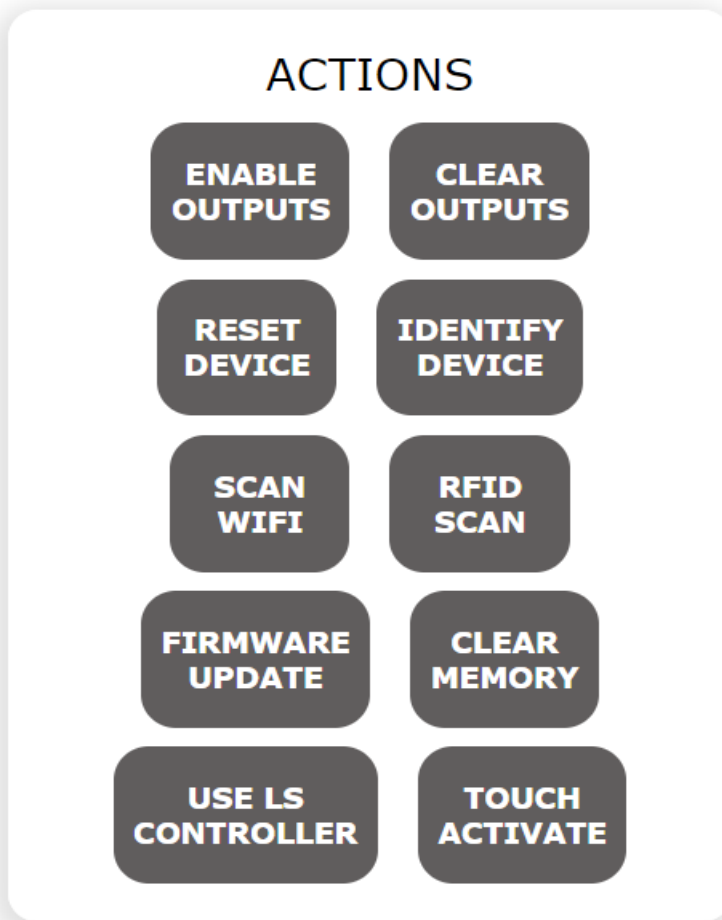 ACTIONS
ENABLE
OUTPUTS
CLEAR
OUTPUTS
RESET
DEVICE
IDENTIFY
DEVICE
SCAN
WIFI
RFID
SCAN
FIRMWARE
UPDATE
CLEAR
MEMORY
USE LS
CONTROLLER
TOUCH
ACTIVATE